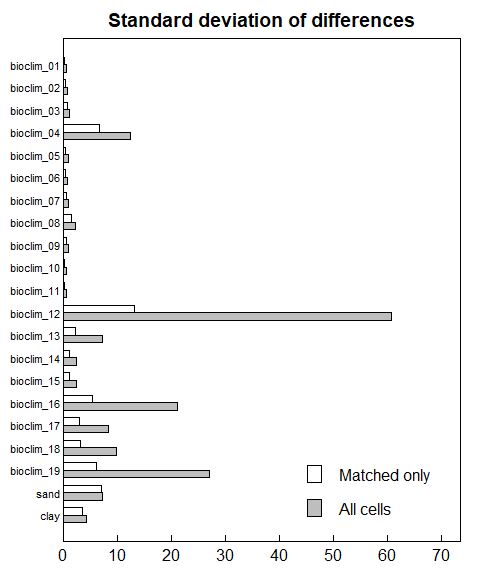 Standard deviation of differences
bioclim_01
bioclim_02
bioclim_03
bioclim_04
bioclim_05
bioclim_06
bioclim_07
bioclim_08
bioclim_09
bioclim_10
bioclim_11
bioclim_12
bioclim_13
bioclim_14
bioclim_15
bioclim_16
bioclim_17
bioclim_18
bioclim_19
sand
clay
Matched only
All cells
0 10 20 30 40 50 60 70